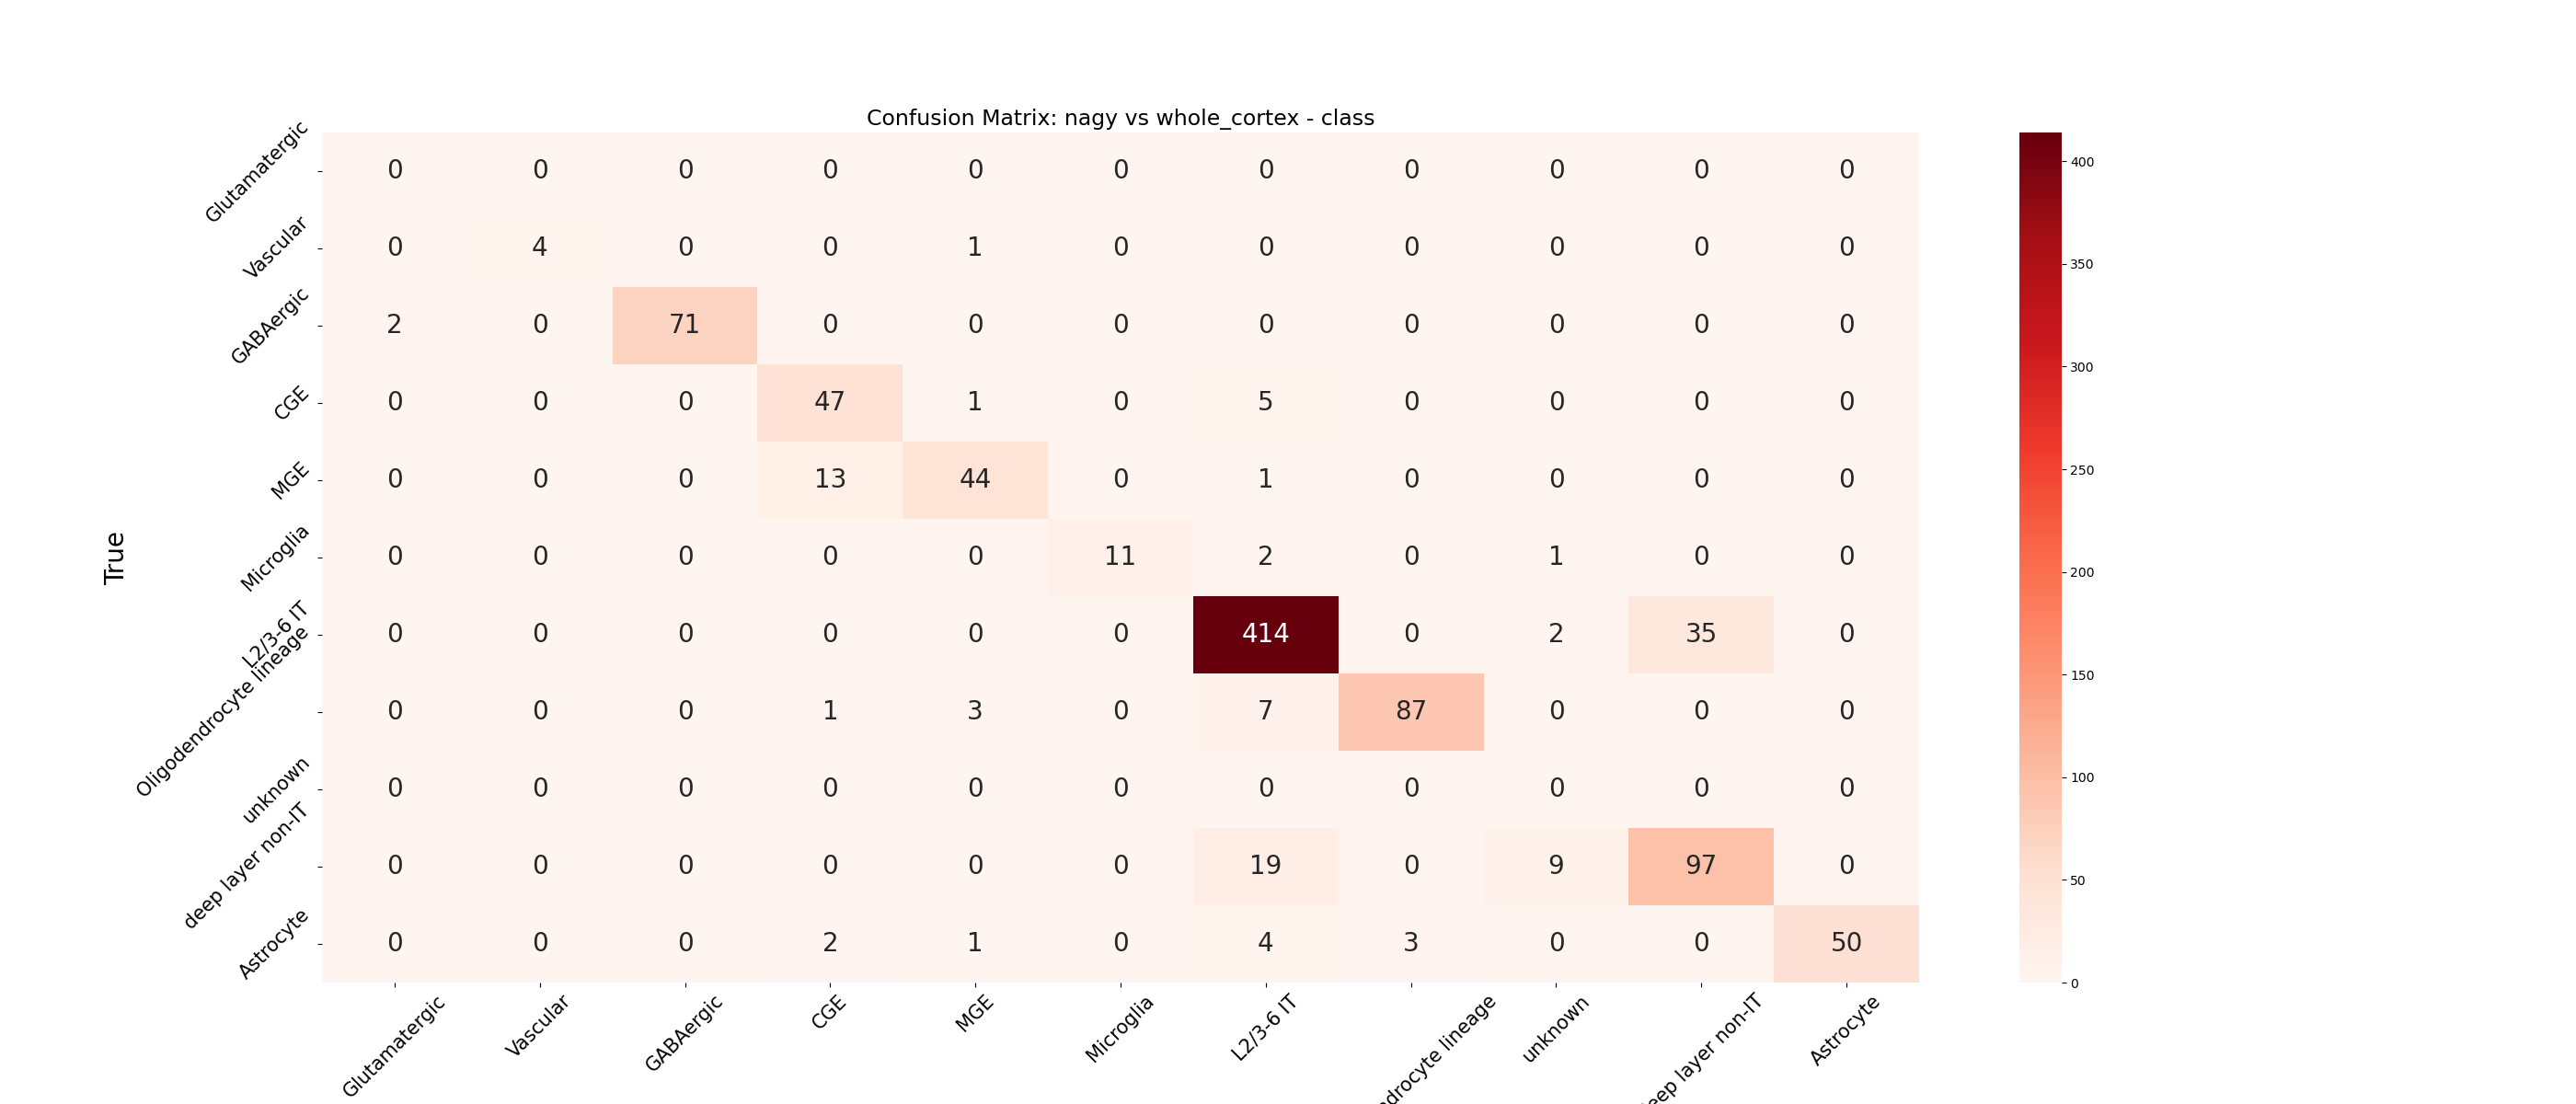 Confusion Matrix: nagy vs whole_cortex - class
True
Glutamatergic 0 0 0 0 0 0 0 0 0 0 0
Vascular 0 4 0 0 1 0 0 0 0 0 0
GABAergic 2 0 71 0 0 0 0 0 0 0 0
CGE 0 0 0 47 1 0 5 0 0 0 0
MGE 0 0 0 13 44 0 1 0 0 0 0
Microglia 0 0 0 0 0 11 2 0 1 0 0
L2/3-6 IT 0 0 0 0 0 0 414 0 2 35 0
Oligodendrocyte lineage 0 0 0 1 3 0 7 87 0 0 0
unknown 0 0 0 0 0 0 0 0 0 0 0
deep layer non-IT 0 0 0 0 0 0 19 0 9 97 0
Astrocyte 0 0 0 2 1 0 4 3 0 0 50
Glutamatergic Vascular GABAergic CGE MGE Microglia L2/3-6 IT ndrocyte lineage unknown eep layer non-IT Astrocyte
400
350
300
250
200
150
100
50
0